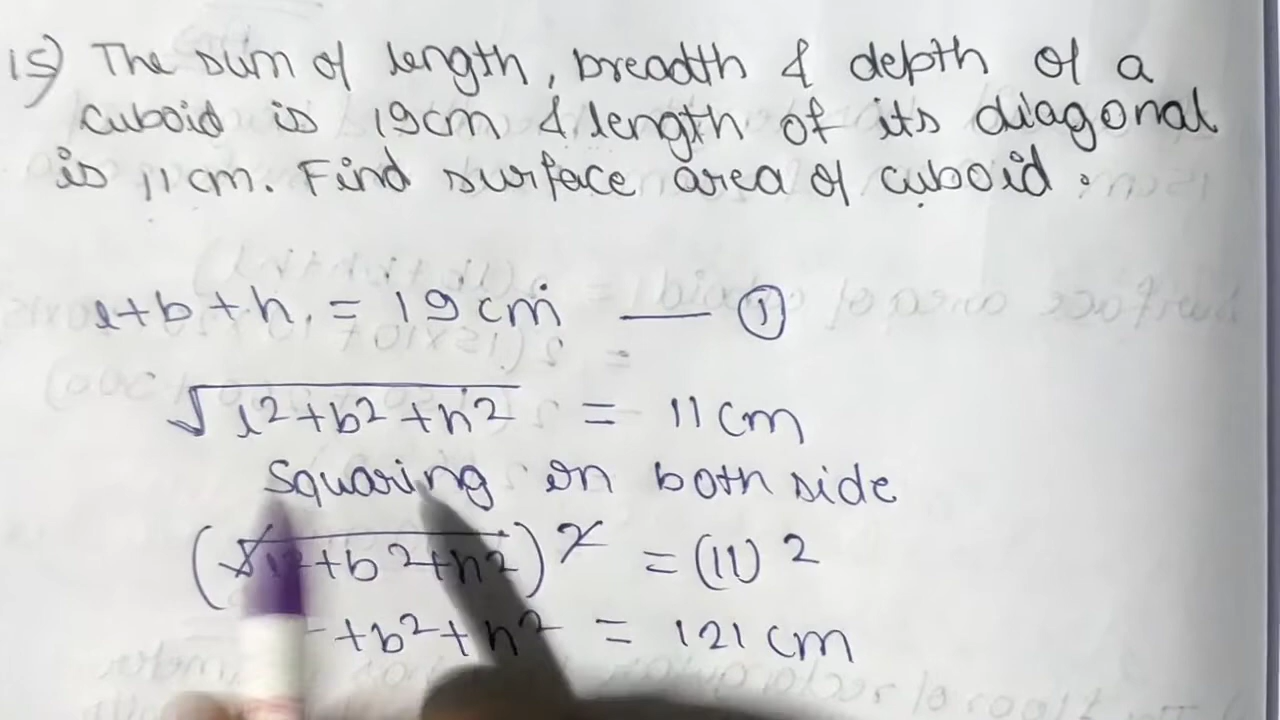 15) The sum of length, breadth & depth of a
cuboid is 19cm & length of its diagonal
is 11 cm. Find surface area of cuboid.
l+b+h = 19 cm —— ①
√l²+b²+h² = 11 cm
Squaring on both side
(√l²+b²+h²)² = (11)²
+b²+h² = 121 cm